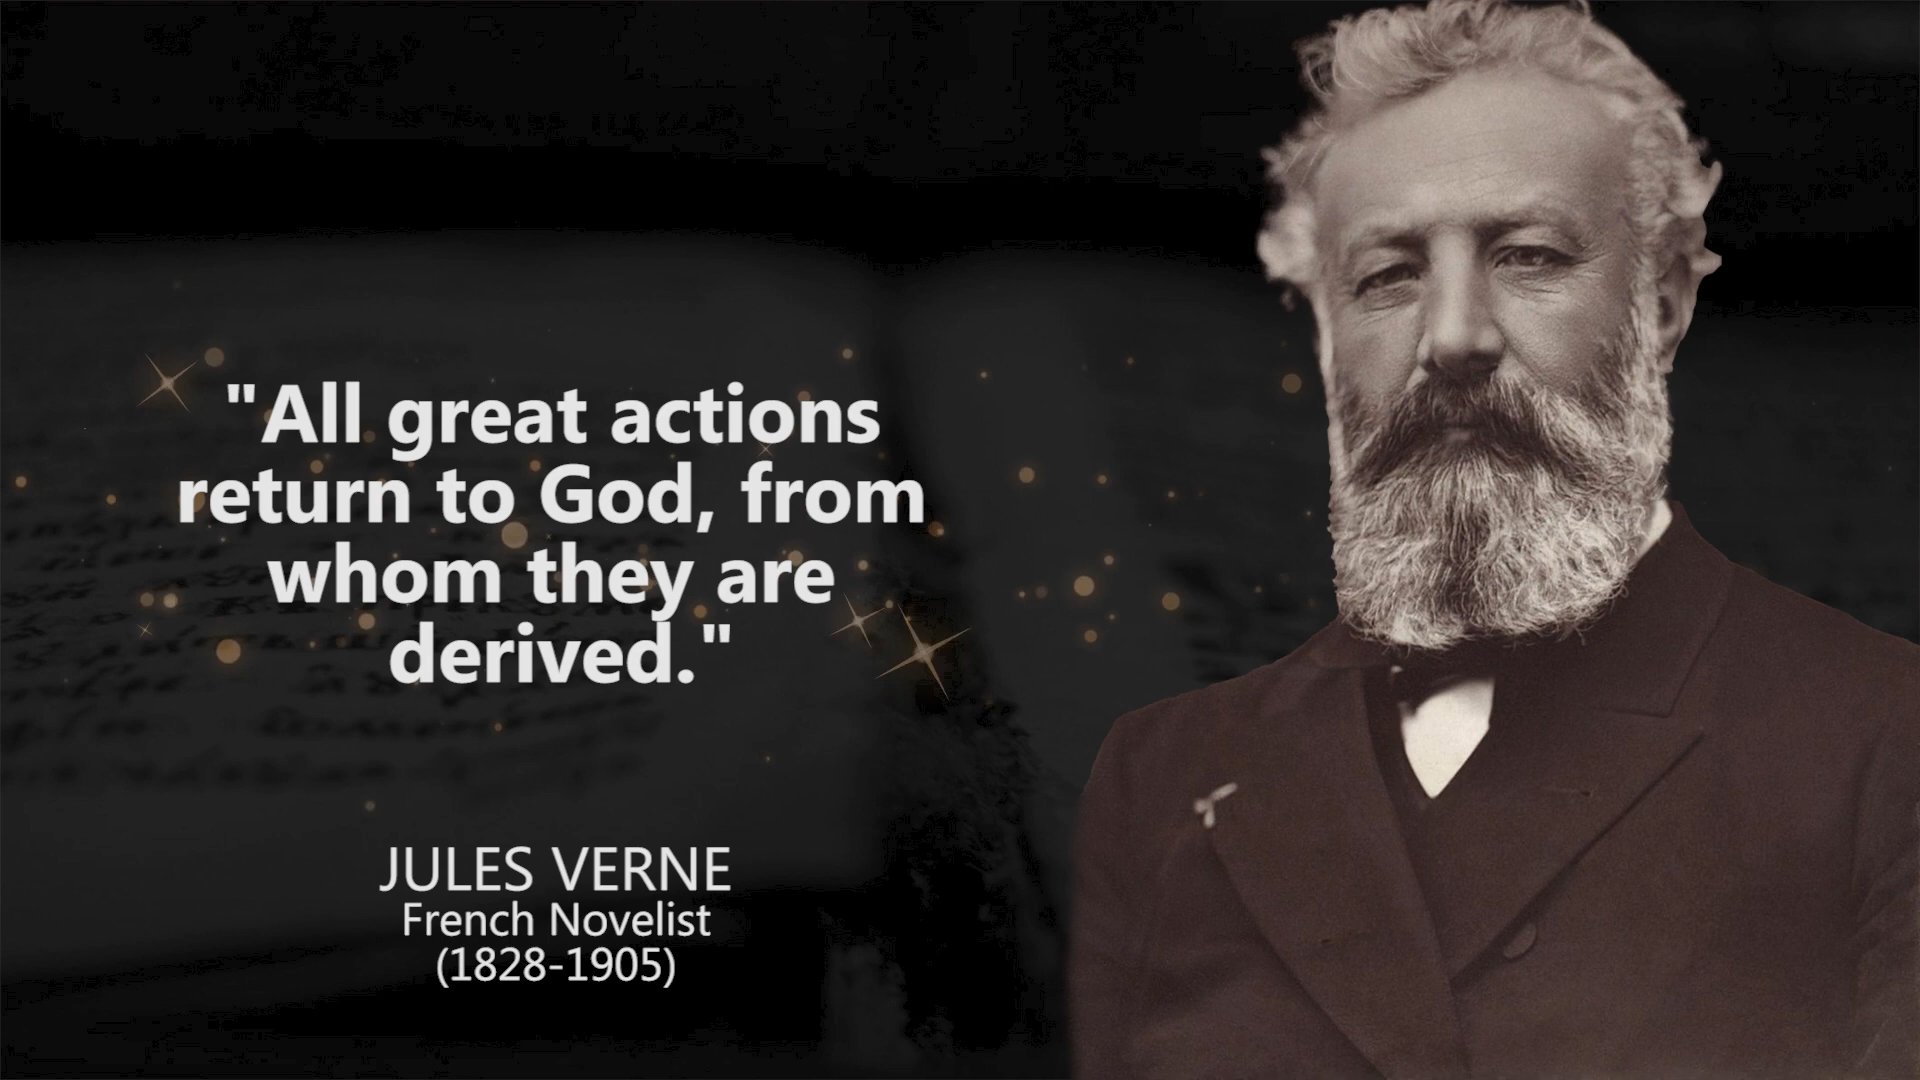 "All great actions
return to God, from
whom they are
derived."
JULES VERNE
French Novelist
(1828-1905)